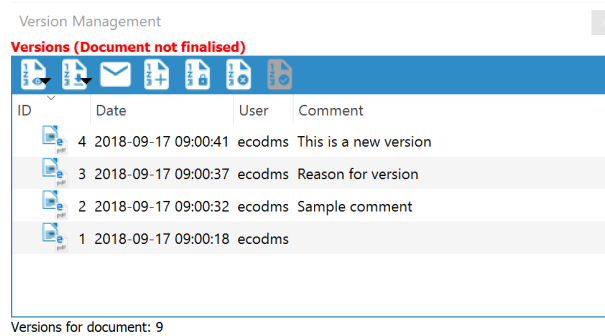 Version Management
Versions (Document not finalised)
ID Date User Comment
4 2018-09-17 09:00:41 ecodms This is a new version
3 2018-09-17 09:00:37 ecodms Reason for version
2 2018-09-17 09:00:32 ecodms Sample comment
1 2018-09-17 09:00:18 ecodms
Versions for document: 9